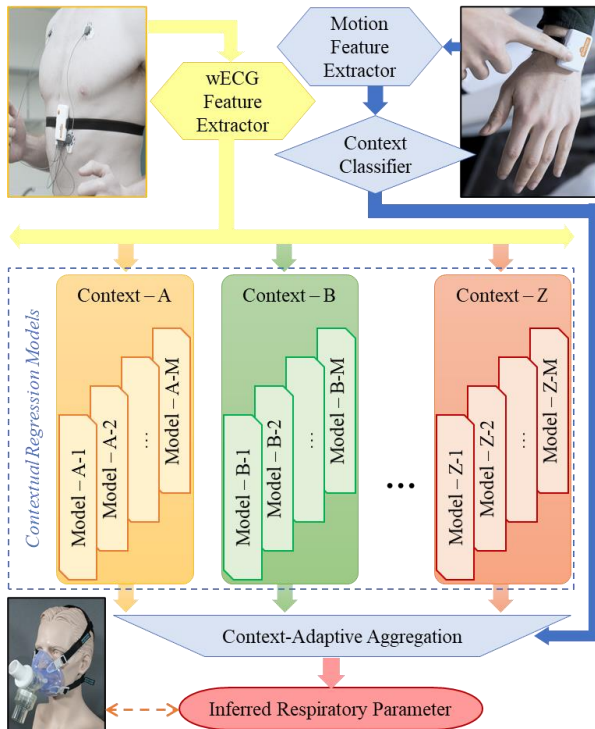 wECG
Feature
Extractor
Motion
Feature
Extractor
Context
Classifier
Contextual Regression Models
Context – A
Model – A-1
Model – A-2
...
Model – A-M
Context – B
Model – B-1
Model – B-2
...
Model – B-M
...
Context – Z
Model – Z-1
Model – Z-2
...
Model – Z-M
Context-Adaptive Aggregation
Inferred Respiratory Parameter